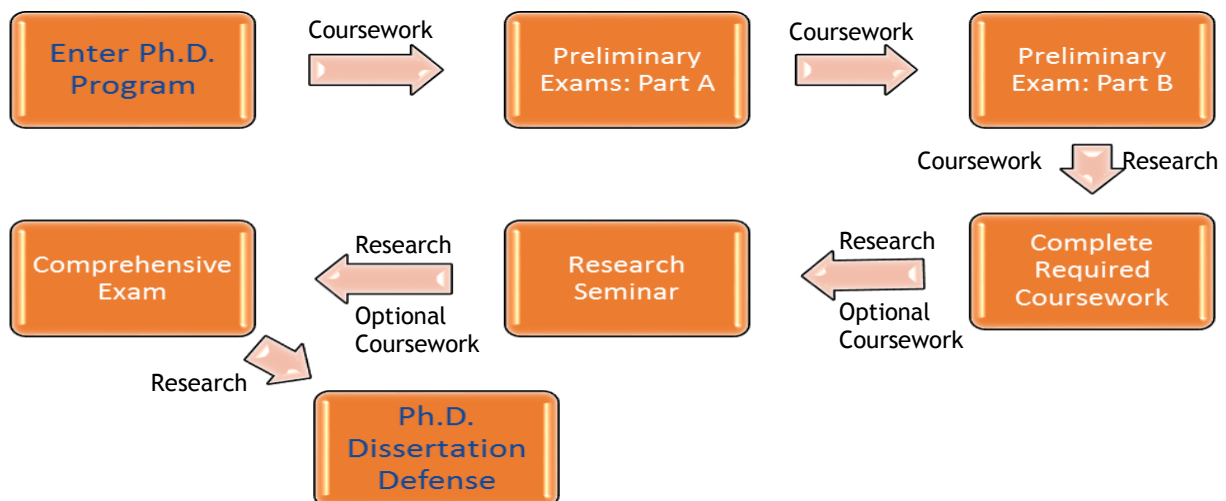 Enter Ph.D.
Program
Coursework
Preliminary
Exams: Part A
Coursework
Preliminary
Exam: Part B
Coursework
Research
Complete
Required
Coursework
Research
Optional
Coursework
Research
Seminar
Research
Optional
Coursework
Comprehensive
Exam
Research
Ph.D.
Dissertation
Defense